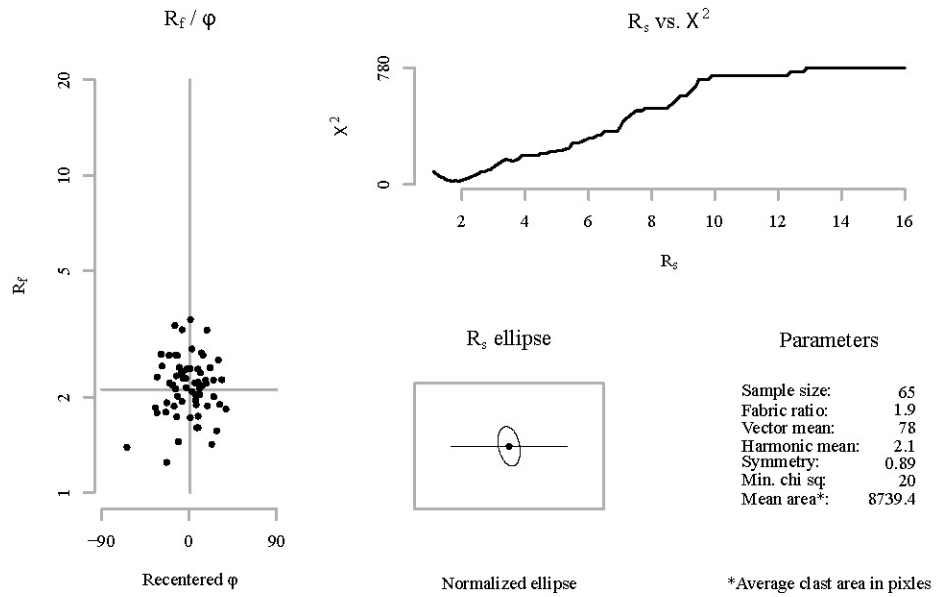 Rf / φ
20
10
5
2
1
Rf
−90 0 90
Recentered φ
Rs vs. X²
780
0
X²
2 4 6 8 10 12 14 16
Rs
Rs ellipse
Normalized ellipse
Parameters
Sample size: 65
Fabric ratio: 1.9
Vector mean: 78
Harmonic mean: 2.1
Symmetry: 0.89
Min. chi sq: 20
Mean area*: 8739.4
*Average clast area in pixles